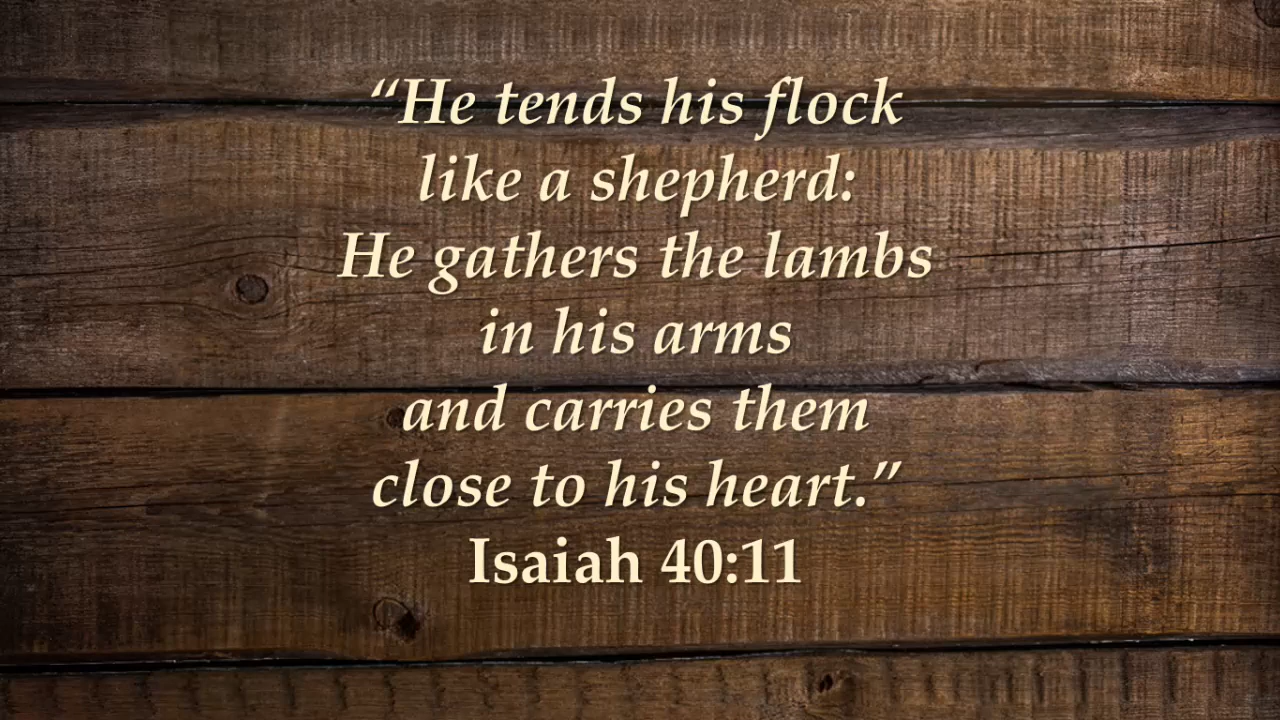 “He tends his flock
like a shepherd:
He gathers the lambs
in his arms
and carries them
close to his heart.”
Isaiah 40:11